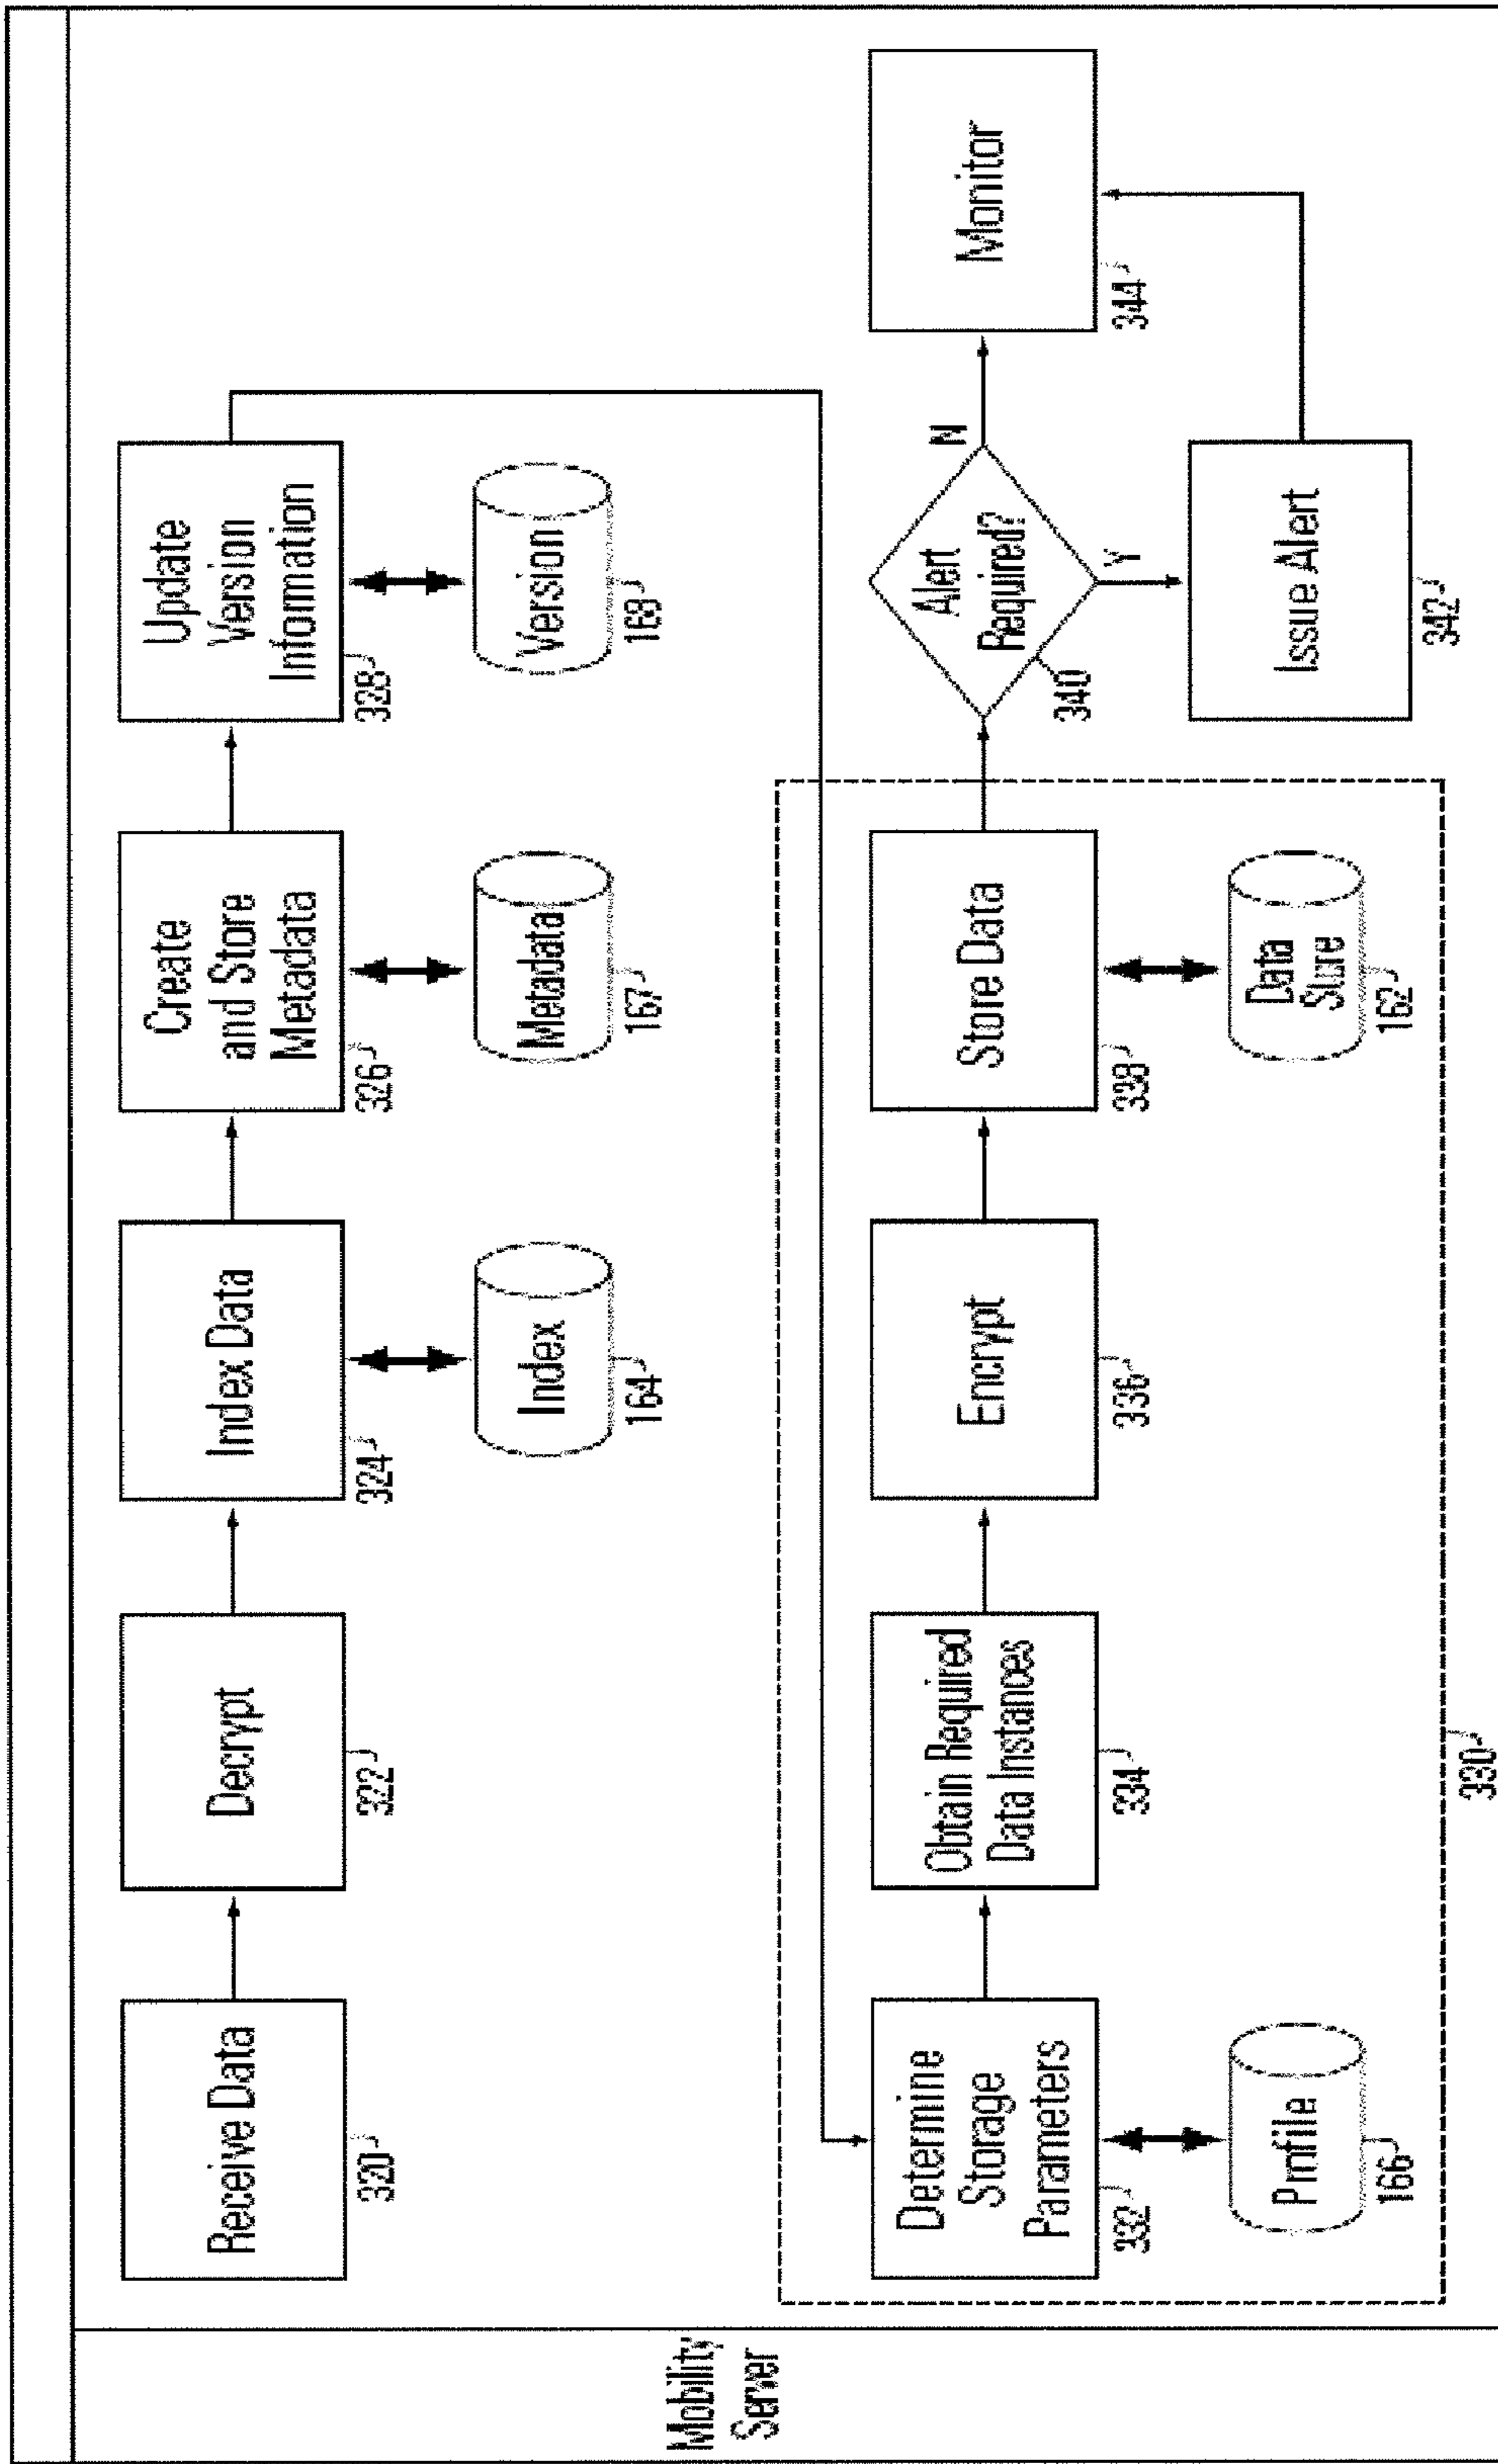 Mobility
Server
Receive Data
320
Decrypt
322
Index Data
324
Index
164
Create
and Store
Metadata
326
Metadata
167
Update
Version
Information
328
Version
168
Determine
Storage
Parameters
332
Profile
166
Obtain Required
Data Instances
334
Encrypt
336
Store Data
338
Data
Store
162
330
Alert
Required?
340
N
Y
Issue Alert
342
Monitor
344